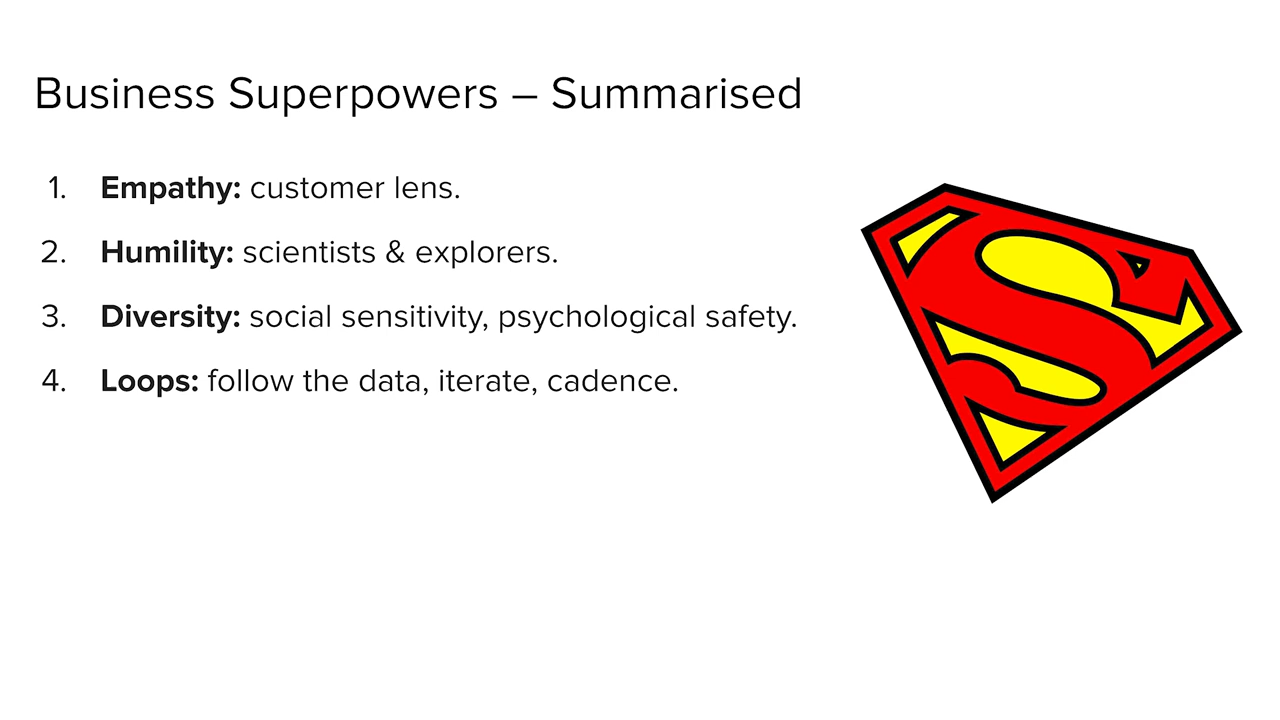 Business Superpowers – Summarised
1. Empathy: customer lens.
2. Humility: scientists & explorers.
3. Diversity: social sensitivity, psychological safety.
4. Loops: follow the data, iterate, cadence.
S